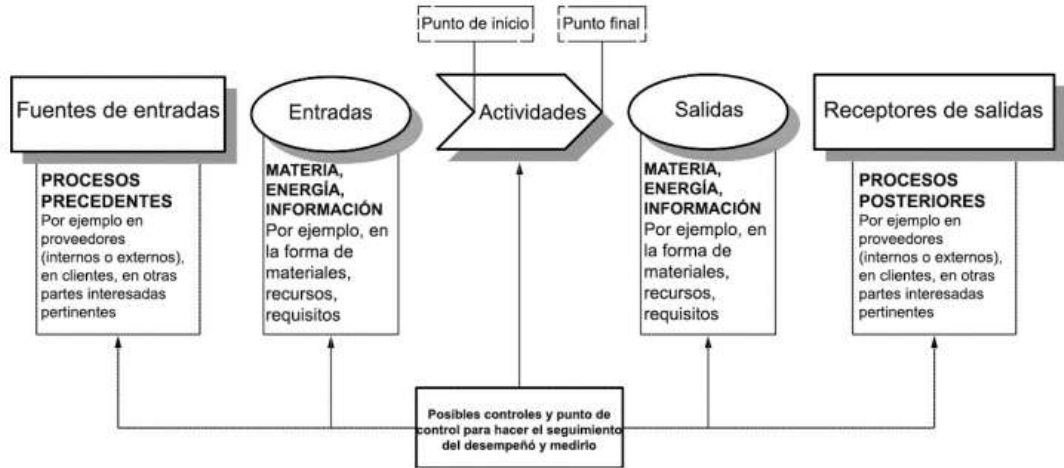 Punto de inicio
Punto final
Fuentes de entradas
Entradas
Actividades
Salidas
Receptores de salidas
PROCESOS
PRECEDENTES
Por ejemplo en
proveedores
(internos o externos),
en clientes, en otras
partes interesadas
pertinentes
MATERIA,
ENERGÍA,
INFORMACIÓN
Por ejemplo, en
la forma de
materiales,
recursos,
requisitos
MATERIA,
ENERGÍA,
INFORMACIÓN
Por ejemplo, en
la forma de
materiales,
recursos,
requisitos
PROCESOS
POSTERIORES
Por ejemplo en
proveedores
(internos o externos),
en clientes, en otras
partes interesadas
pertinentes
Posibles controles y punto de
control para hacer el seguimiento
del desempeñó y medirlo